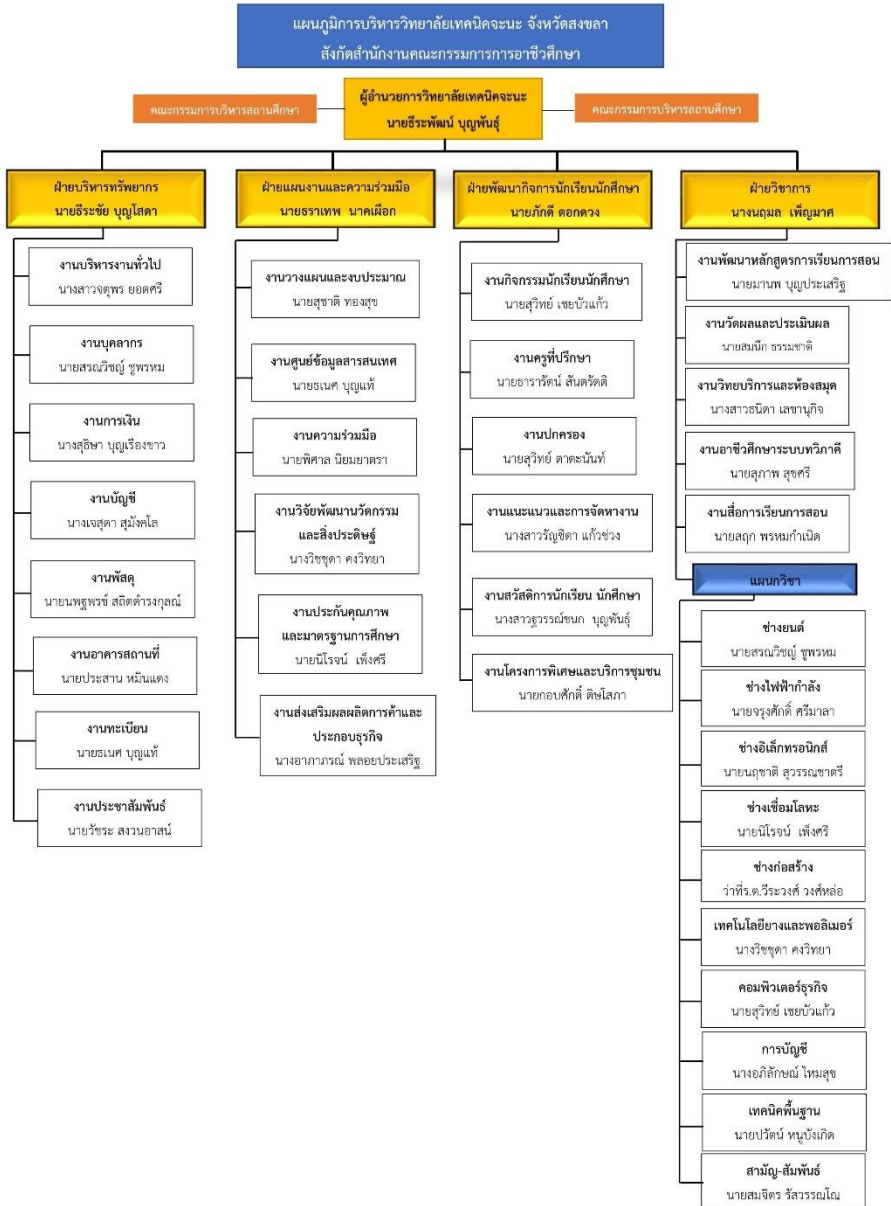 แผนภูมิการบริหารวิทยาลัยเทคนิคจะนะ จังหวัดสงขลา
สังกัดสำนักงานคณะกรรมการการอาชีวศึกษา
ผู้อำนวยการวิทยาลัยเทคนิคจะนะ
นายธีระพัฒน์ บุญพันธุ์
คณะกรรมการบริหารสถานศึกษา
คณะกรรมการบริหารสถานศึกษา
ฝ่ายบริหารทรัพยากร
นายธีระชัย บุญโสดา
งานบริหารงานทั่วไป
นางสาวจตุพร ยอดศรี
งานบุคลากร
นายสรณวิชญ์ ชูพรหม
งานการเงิน
นางสุธิษา บุญเรืองขาว
งานบัญชี
นางเจสุดา สุมังคโล
งานพัสดุ
นายนพฐพรษ์ สถิตดำรงกุลณ์
งานอาคารสถานที่
นายประสาน หมินแดง
งานทะเบียน
นายธเนศ บุญแท้
งานประชาสัมพันธ์
นายวัชระ สงวนอาสน์
ฝ่ายแผนงานและความร่วมมือ
นายธราเทพ นาคเผือก
งานวางแผนและงบประมาณ
นายสุชาติ ทองสุข
งานศูนย์ข้อมูลสารสนเทศ
นายธเนศ บุญแท้
งานความร่วมมือ
นายพิศาล นิยมยาตรา
งานวิจัยพัฒนานวัตกรรม
และสิ่งประดิษฐ์
นางวิชชุดา คงวิทยา
งานประกันคุณภาพ
และมาตรฐานการศึกษา
นายนิโรจน์ เพ็งศรี
งานส่งเสริมผลผลิตการค้าและ
ประกอบธุรกิจ
นางอาภาภรณ์ พลอยประเสริฐ
ฝ่ายพัฒนากิจการนักเรียนนักศึกษา
นายภักดี ดอกดวง
งานกิจกรรมนักเรียนนักศึกษา
นายสุวิทย์ เชยบัวแก้ว
งานครูที่ปรึกษา
นายธารารัตน์ สันตรัตติ
งานปกครอง
นายสุวิทย์ ตาตะนันท์
งานแนะแนวและการจัดหางาน
นางสาวรัญชิดา แก้วช่วง
งานสวัสดิการนักเรียน นักศึกษา
นางสาวฐวรรณ์ชนก บุญพันธุ์
งานโครงการพิเศษและบริการชุมชน
นายกอบศักดิ์ ดิษโสภา
ฝ่ายวิชาการ
นางนฤมล เพ็ญมาศ
งานพัฒนาหลักสูตรการเรียนการสอน
นายมานพ บุญประเสริฐ
งานวัดผลและประเมินผล
นายสมนึก ธรรมชาติ
งานวิทยบริการและห้องสมุด
นางสาวธนิดา เลขานุกิจ
งานอาชีวศึกษาระบบทวิภาคี
นายสุภาพ สุขศรี
งานสื่อการเรียนการสอน
นายสฤก พรหมกำเนิด
แผนกวิชา
ช่างยนต์
นายสรณวิชญ์ ชูพรหม
ช่างไฟฟ้ากำลัง
นายจรุงศักดิ์ ศรีมาลา
ช่างอิเล็กทรอนิกส์
นายนฤชาติ สุวรรณชาตรี
ช่างเชื่อมโลหะ
นายนิโรจน์ เพ็งศรี
ช่างก่อสร้าง
ว่าที่ร.ต.วีระวงศ์ วงศ์หล่อ
เทคโนโลยียางและพอลิเมอร์
นางวิชชุดา คงวิทยา
คอมพิวเตอร์ธุรกิจ
นายสุวิทย์ เชยบัวแก้ว
การบัญชี
นางอภิลักษณ์ ไหมสุข
เทคนิคพื้นฐาน
นายปวัตน์ หนูบังเกิด
สามัญ-สัมพันธ์
นายสมจิตร รัสวรรณโณ